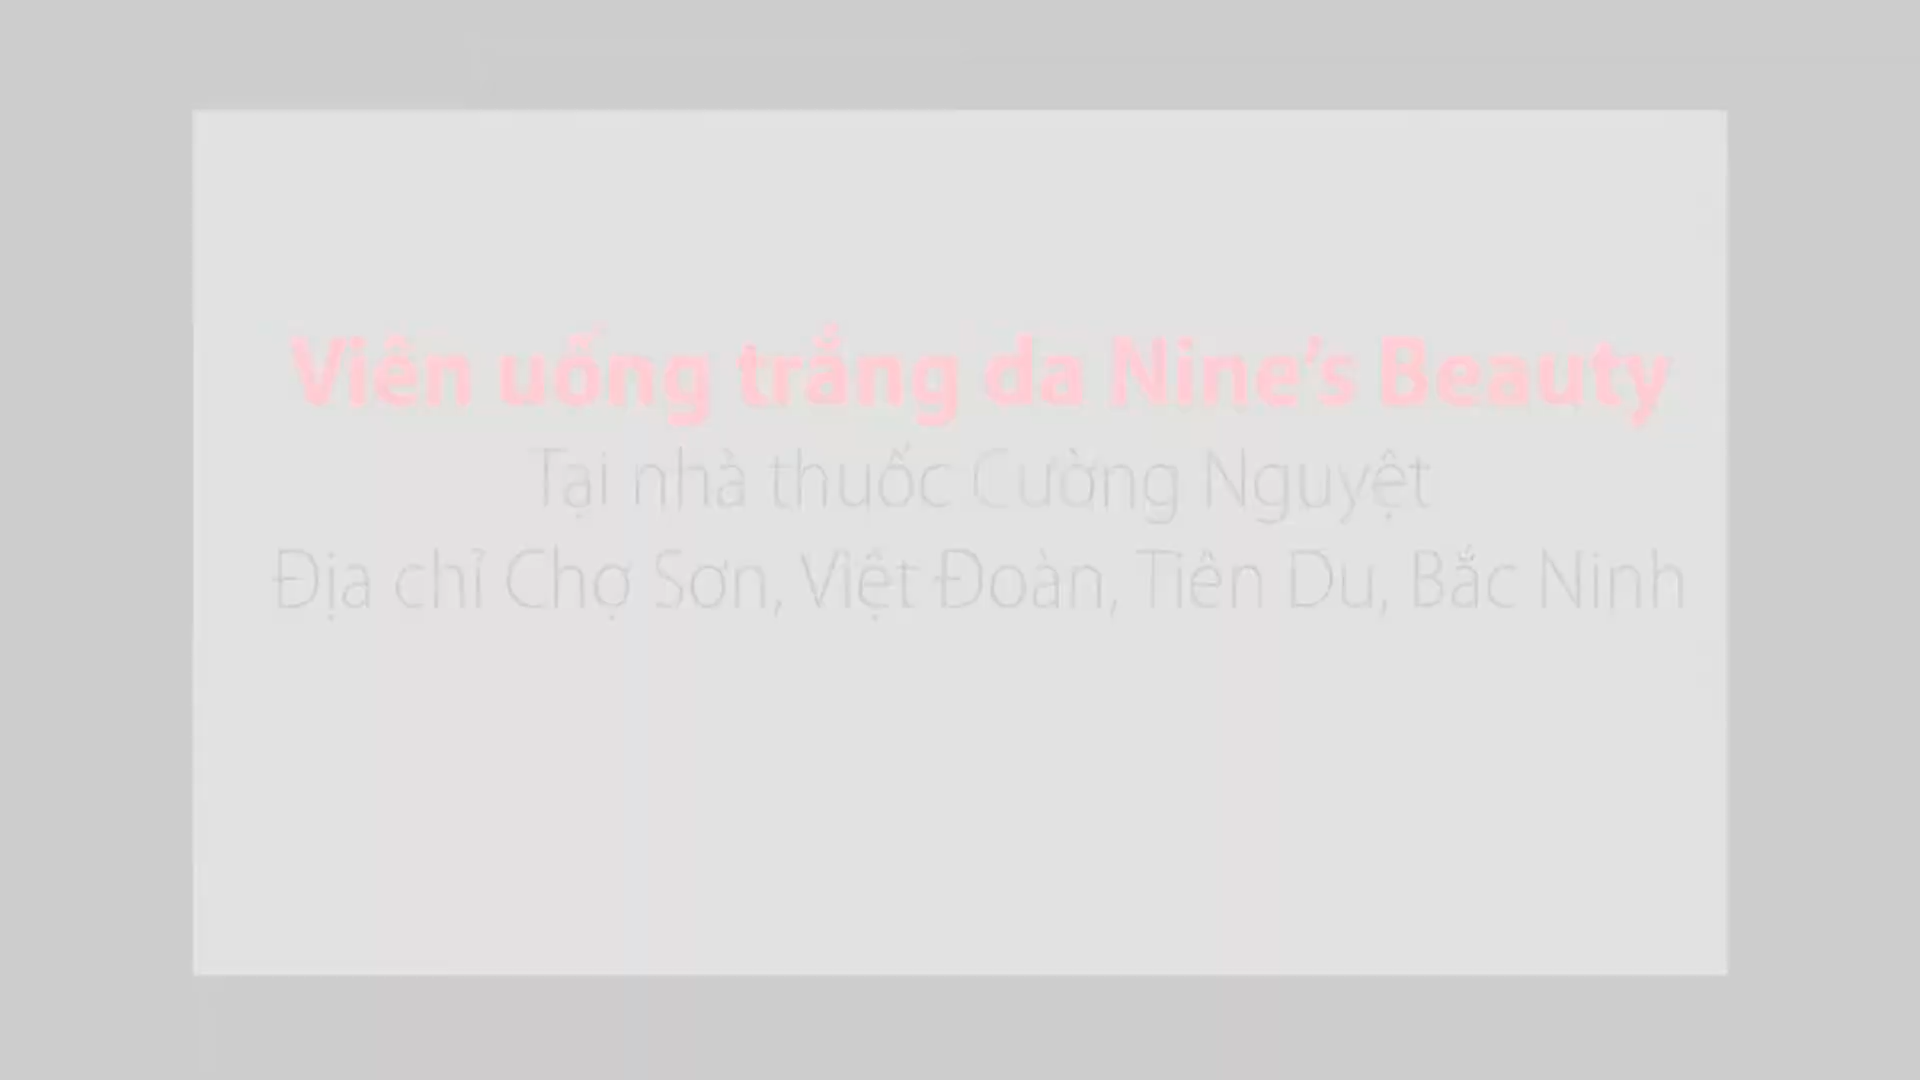 Viên uống trắng da Nine's Beauty
Tại nhà thuốc Cường Nguyệt
Địa chỉ Chợ Sơn, Việt Đoàn, Tiên Du, Bắc Ninh